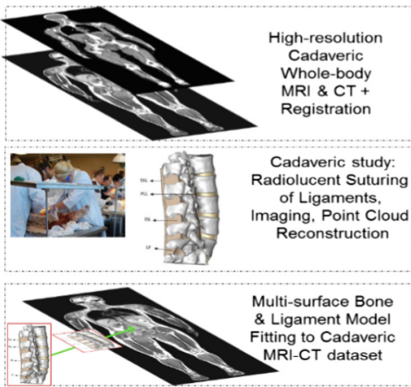 High-resolution
Cadaveric
Whole-body
MRI & CT +
Registration
Cadaveric study:
Radiolucent Suturing
of Ligaments,
Imaging, Point Cloud
Reconstruction
Multi-surface Bone
& Ligament Model
Fitting to Cadaveric
MRI-CT dataset